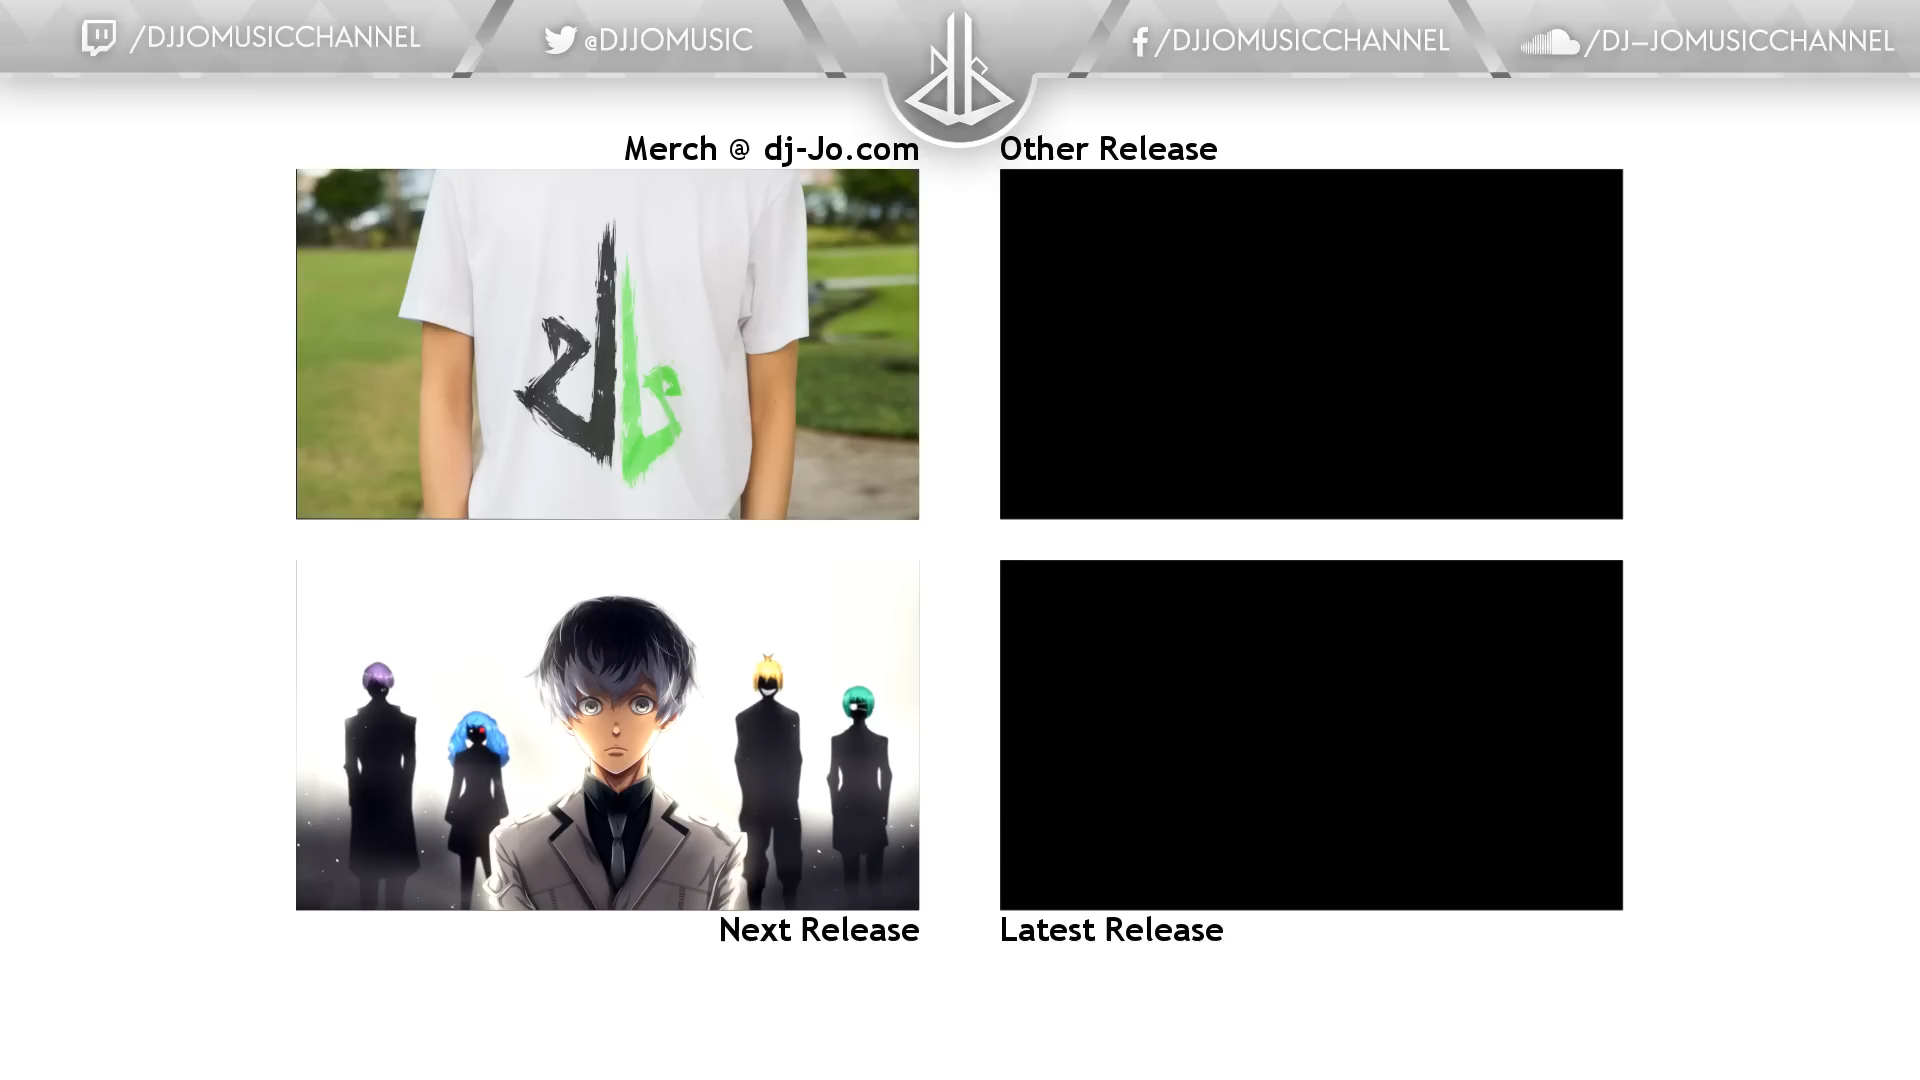 /DJJOMUSICCHANNEL
@DJJOMUSIC
/DJJOMUSICCHANNEL
/DJ-JOMUSICCHANNEL
Merch @ dj-Jo.com
Other Release
Next Release
Latest Release